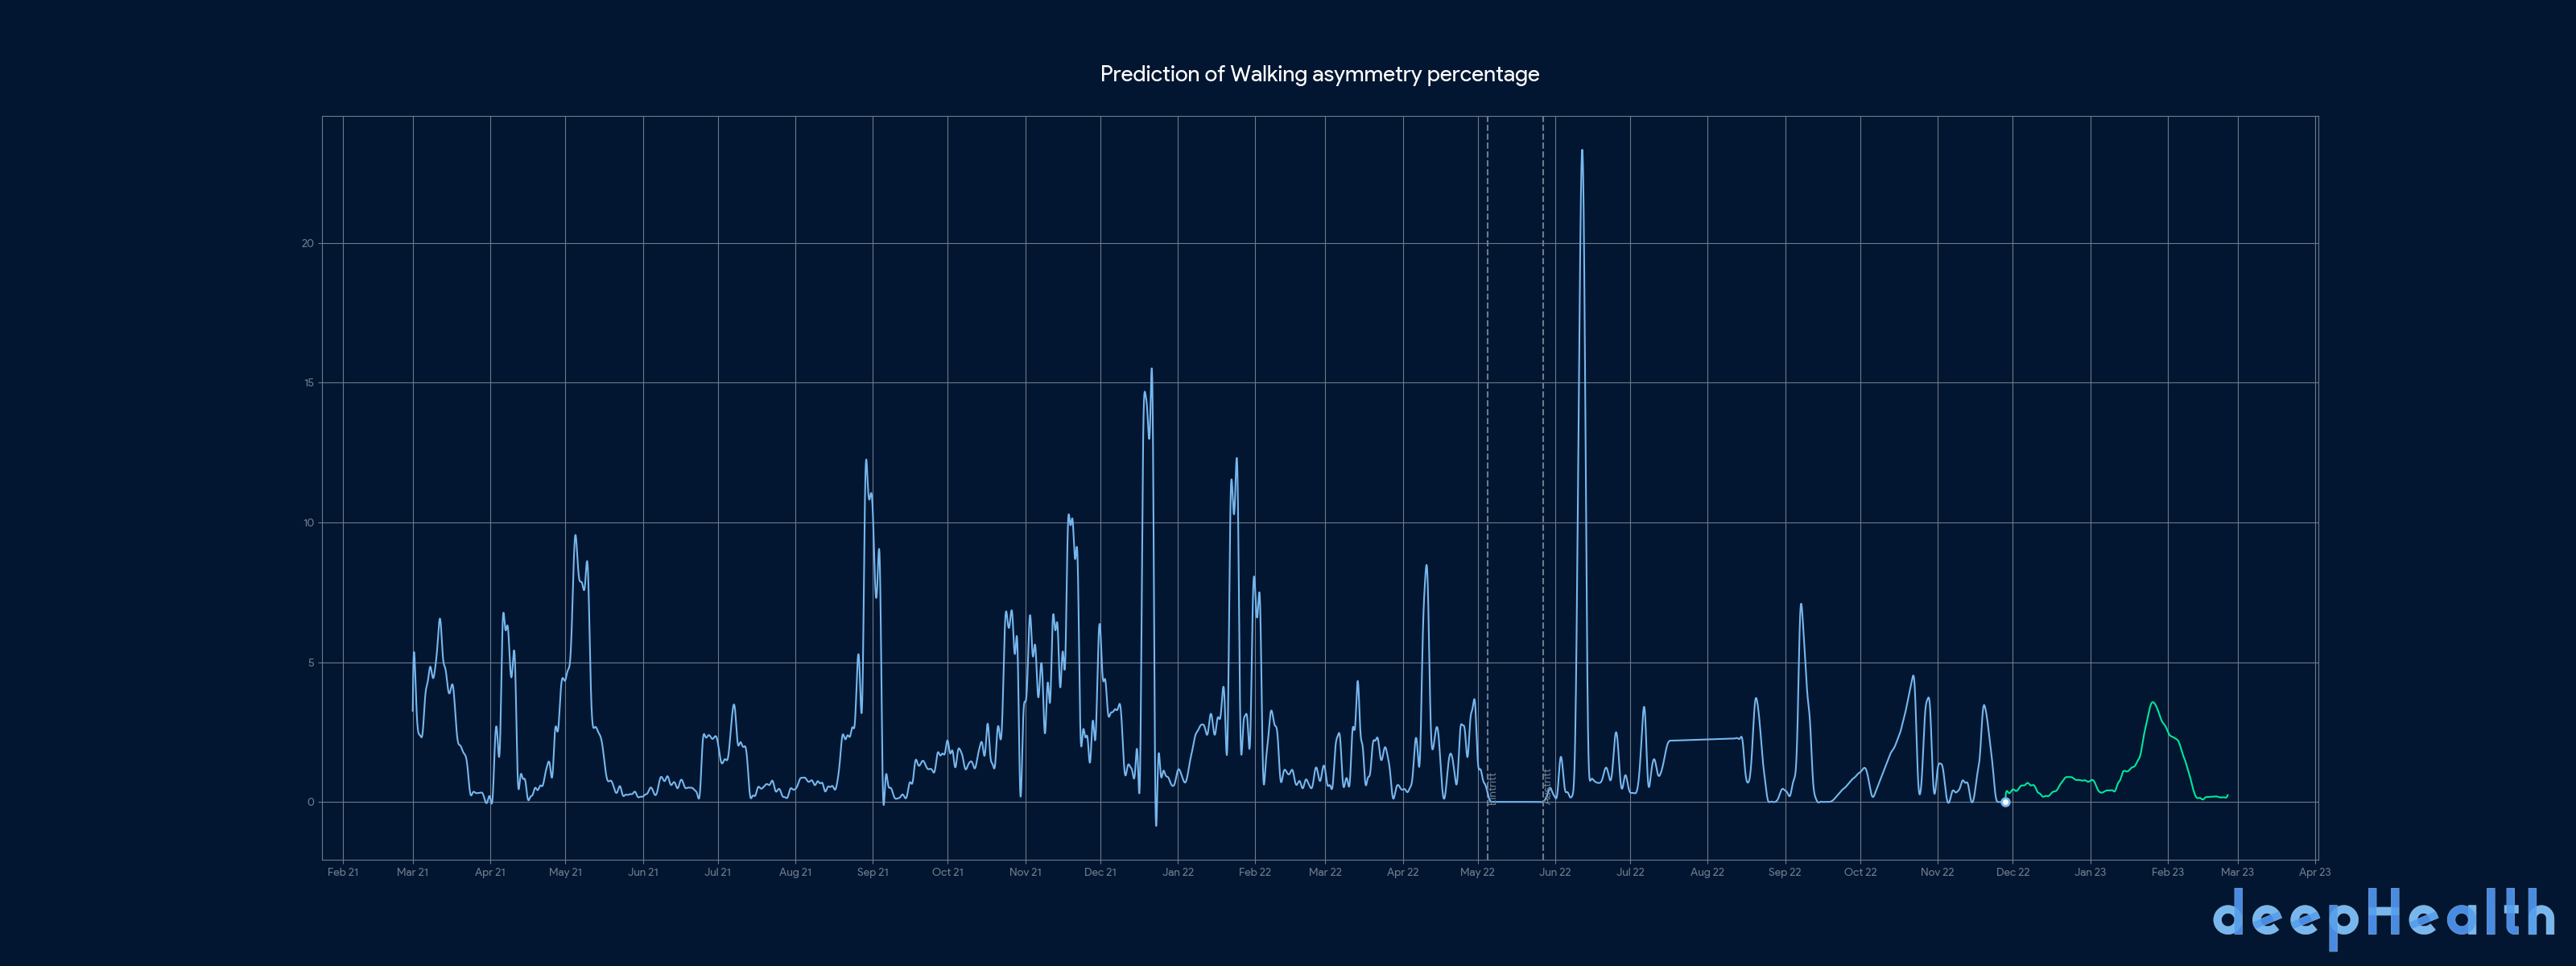 Prediction of Walking asymmetry percentage
20
15
10
5
0
Eintritt
Austritt
Feb 21 Mar 21 Apr 21 May 21 Jun 21 Jul 21 Aug 21 Sep 21 Oct 21 Nov 21 Dec 21 Jan 22 Feb 22 Mar 22 Apr 22 May 22 Jun 22 Jul 22 Aug 22 Sep 22 Oct 22 Nov 22 Dec 22 Jan 23 Feb 23 Mar 23 Apr 23
deepHealth